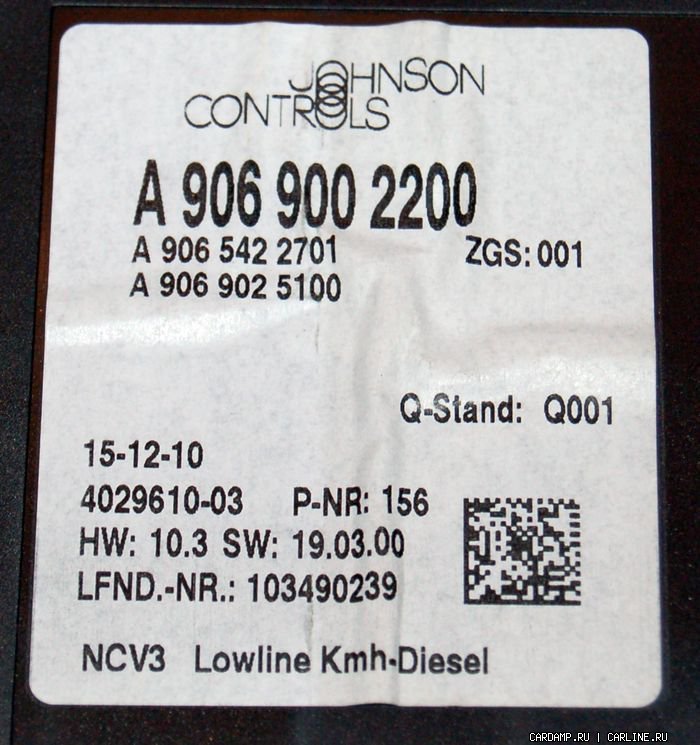 JOHNSON
CONTROLS
A 906 900 2200
A 906 542 2701 ZGS: 001
A 906 902 5100
Q-Stand: Q001
15-12-10
4029610-03 P-NR: 156
HW: 10.3 SW: 19.03.00
LFND.-NR.: 103490239
NCV3 Lowline Kmh-Diesel
CARDAMP.RU | CARLINE.RU